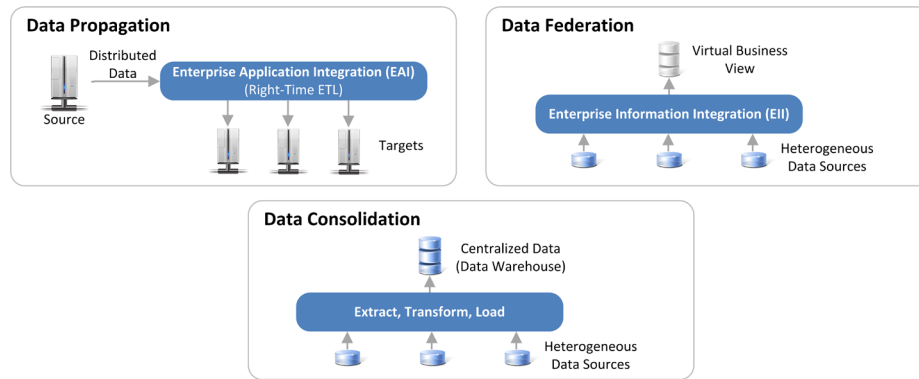 Data Propagation
Distributed
Data
Source
Enterprise Application Integration (EAI)
(Right-Time ETL)
Targets
Data Federation
Virtual Business
View
Enterprise Information Integration (EII)
Heterogeneous
Data Sources
Data Consolidation
Centralized Data
(Data Warehouse)
Extract, Transform, Load
Heterogeneous
Data Sources